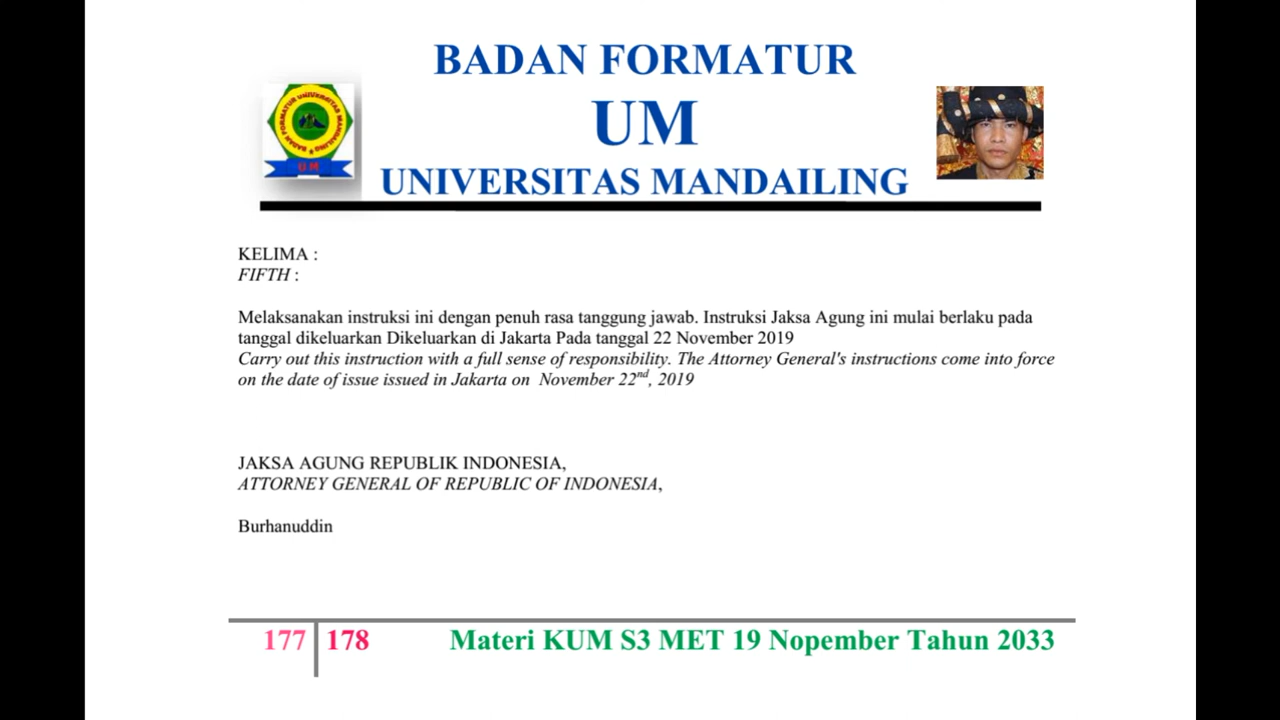 BADAN FORMATUR
UM
UNIVERSITAS MANDAILING
BADAN FORMATUR UNIVERSITAS MANDAILING
U M
KELIMA :
FIFTH :
Melaksanakan instruksi ini dengan penuh rasa tanggung jawab. Instruksi Jaksa Agung ini mulai berlaku pada
tanggal dikeluarkan Dikeluarkan di Jakarta Pada tanggal 22 November 2019
Carry out this instruction with a full sense of responsibility. The Attorney General's instructions come into force
on the date of issue issued in Jakarta on November 22nd, 2019
JAKSA AGUNG REPUBLIK INDONESIA,
ATTORNEY GENERAL OF REPUBLIC OF INDONESIA,
Burhanuddin
177 178 Materi KUM S3 MET 19 Nopember Tahun 2033